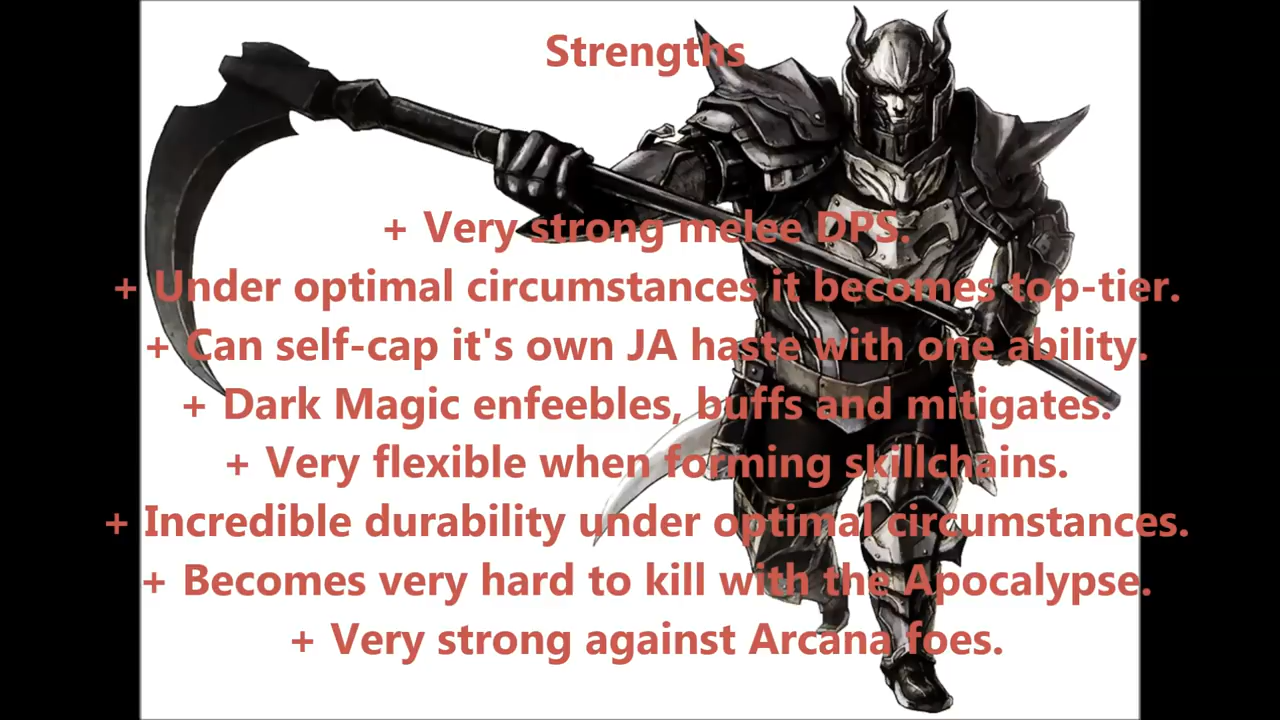 Strengths
+ Very strong melee DPS.
+ Under optimal circumstances it becomes top-tier.
+ Can self-cap it's own JA haste with one ability.
+ Dark Magic enfeebles, buffs and mitigates.
+ Very flexible when forming skillchains.
+ Incredible durability under optimal circumstances.
+ Becomes very hard to kill with the Apocalypse.
+ Very strong against Arcana foes.